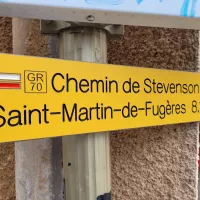 GR
70
Chemin de Stevenson
Saint-Martin-de-Fugères 8.